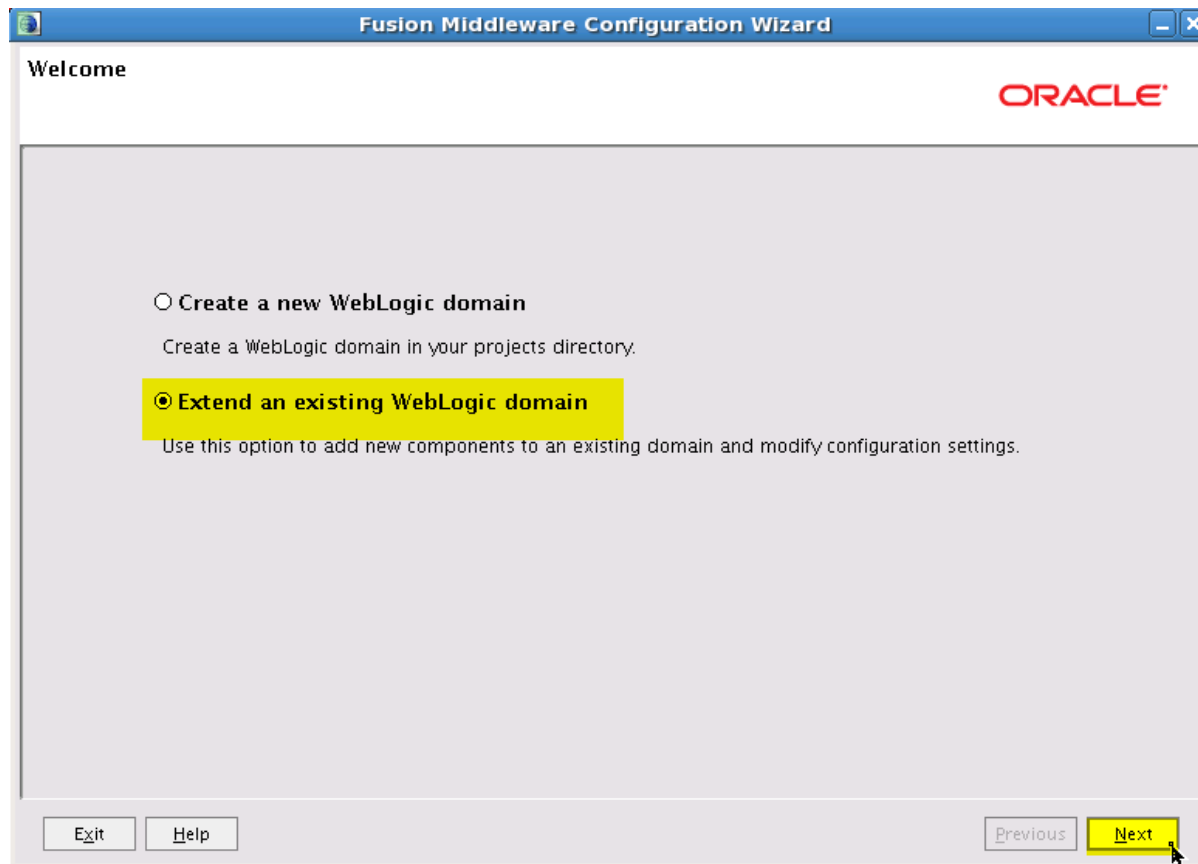 Fusion Middleware Configuration Wizard
Welcome
ORACLE
Create a new WebLogic domain
Create a WebLogic domain in your projects directory.
Extend an existing WebLogic domain
Use this option to add new components to an existing domain and modify configuration settings.
Exit Help Previous Next